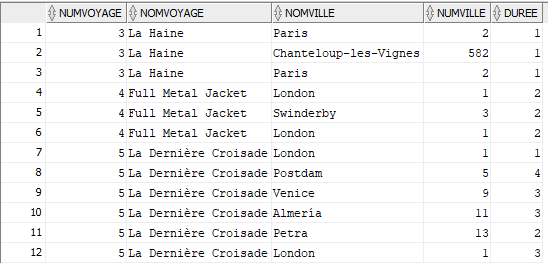 NUMVOYAGE NOMVOYAGE NOMVILLE NUMVILLE DUREE
1 3 La Haine Paris 2 1
2 3 La Haine Chanteloup-les-Vignes 582 1
3 3 La Haine Paris 2 1
4 4 Full Metal Jacket London 1 2
5 4 Full Metal Jacket Swinderby 3 2
6 4 Full Metal Jacket London 1 2
7 5 La Dernière Croisade London 1 1
8 5 La Dernière Croisade Postdam 5 4
9 5 La Dernière Croisade Venice 9 3
10 5 La Dernière Croisade Almería 11 3
11 5 La Dernière Croisade Petra 13 2
12 5 La Dernière Croisade London 1 3